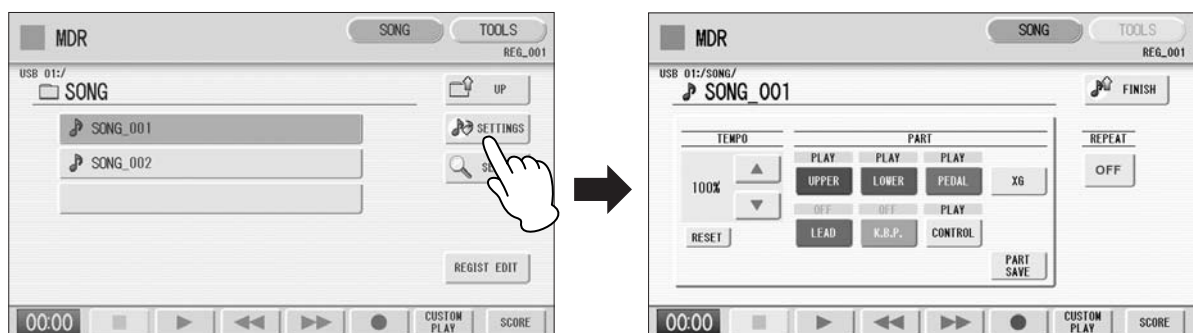 MDR
SONG
TOOLS
REG_001
USB 01:/
SONG
UP
SONG_001
SETTINGS
SONG_002
REGIST EDIT
00:00
CUSTOM
PLAY
SCORE
MDR
SONG
TOOLS
REG_001
USB 01:/SONG/
SONG_001
FINISH
TEMPO
PART
REPEAT
PLAY PLAY PLAY
OFF
100%
UPPER LOWER PEDAL XG
OFF OFF PLAY
RESET
LEAD K.B.P. CONTROL
PART
SAVE
00:00
CUSTOM
PLAY
SCORE